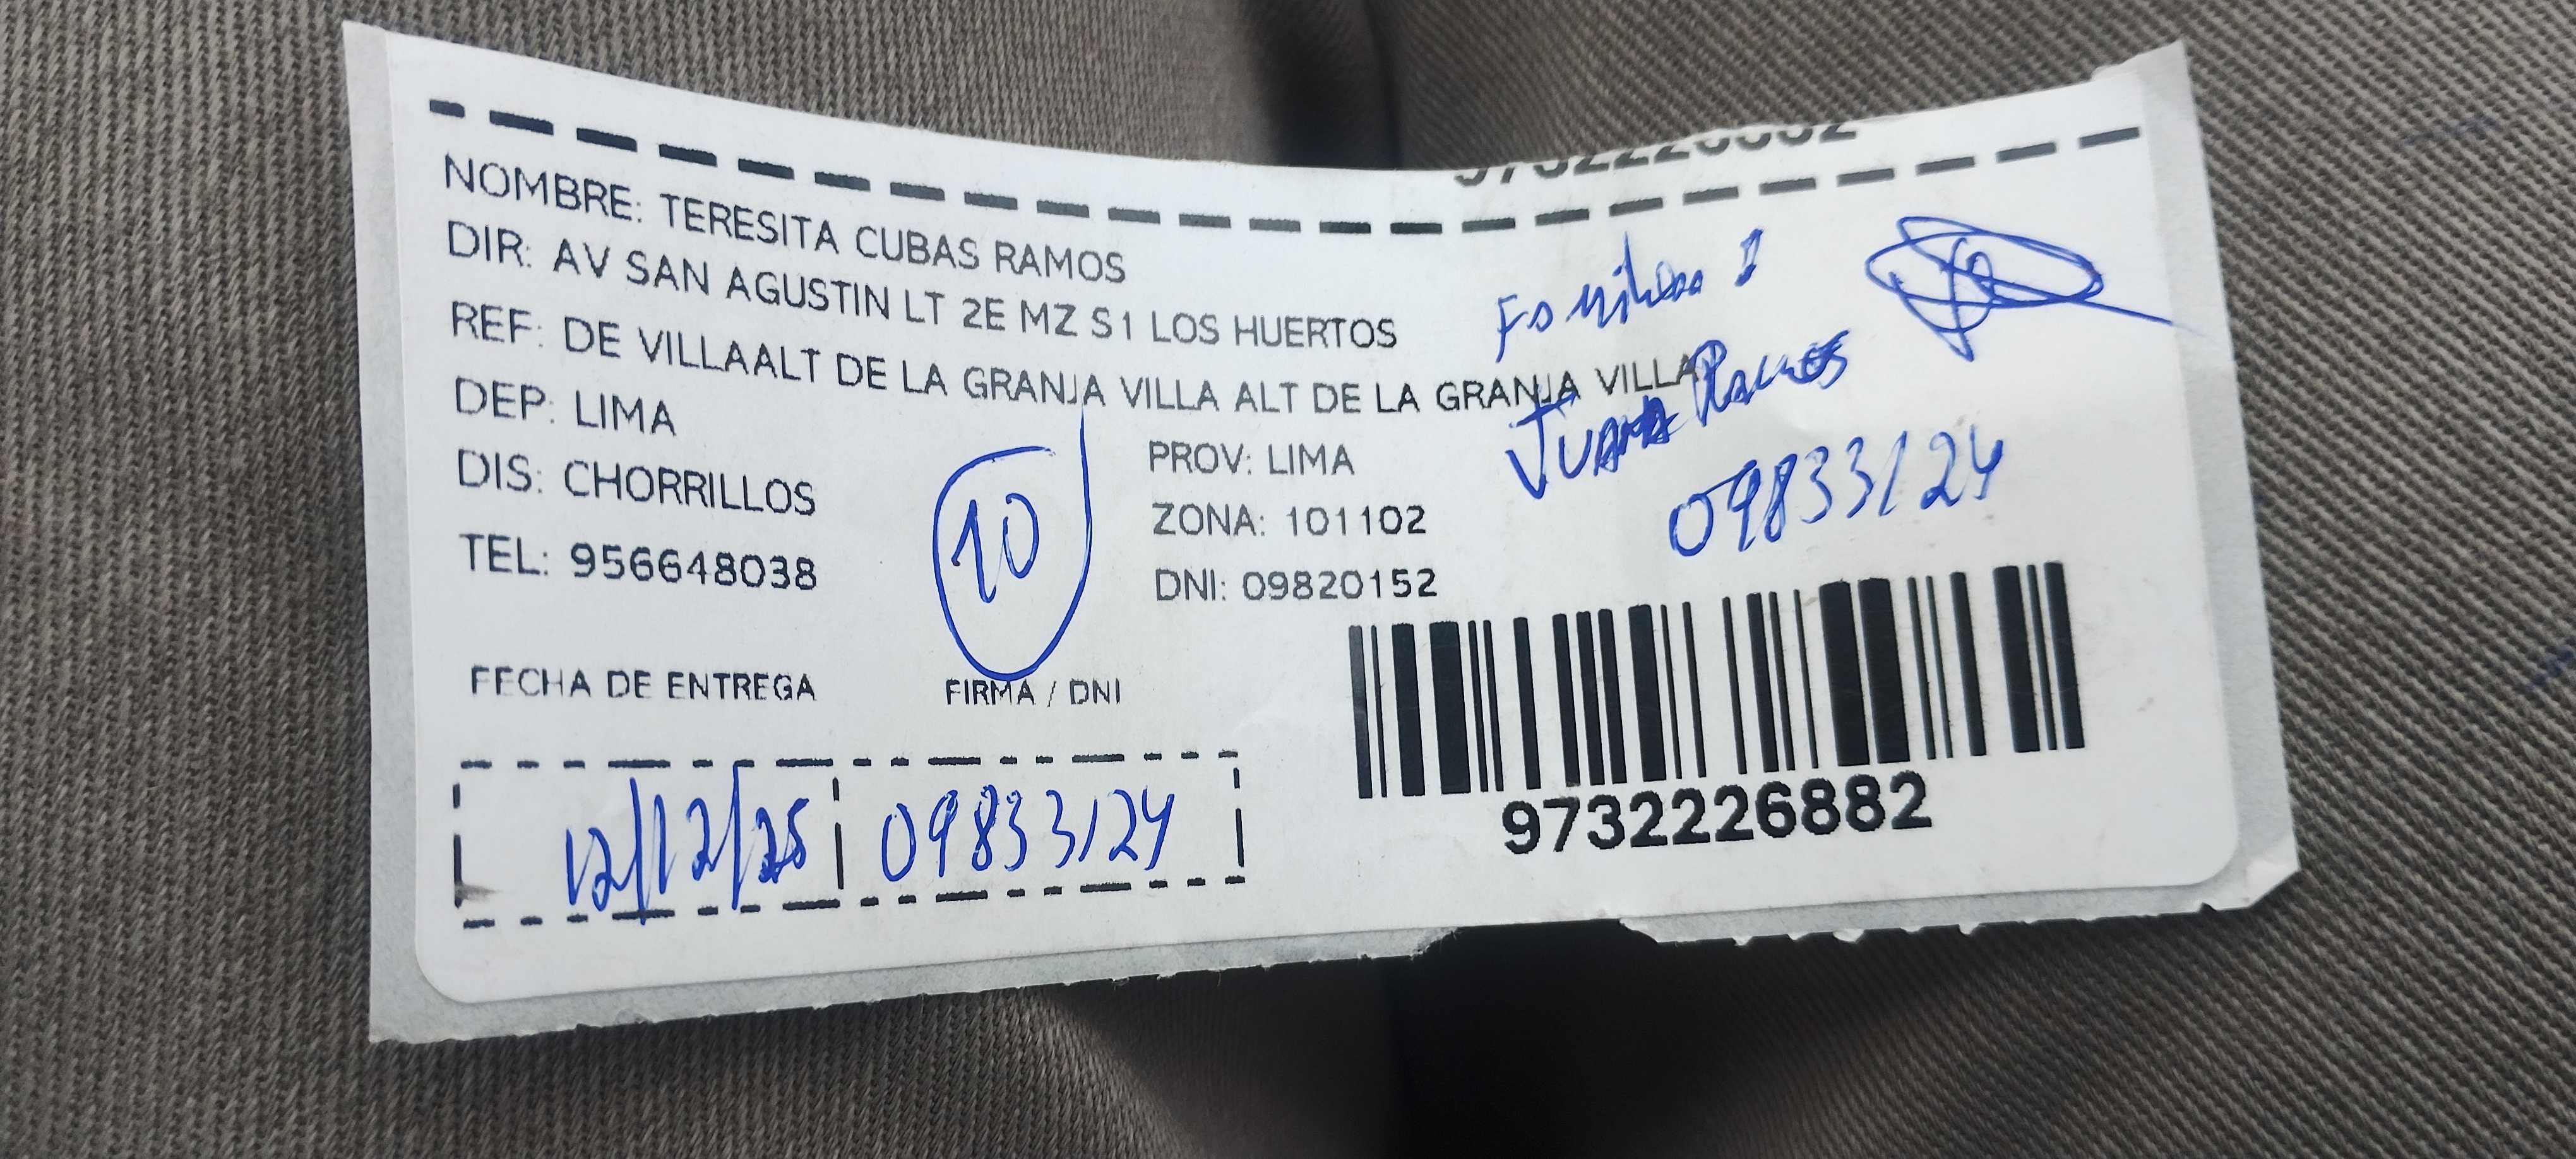 NOMBRE: TERESITA CUBAS RAMOS
DIR: AV SAN AGUSTIN LT 2E MZ S1 LOS HUERTOS
REF: DE VILLAALT DE LA GRANJA VILLA ALT DE LA GRANJA VILLA
DEP: LIMA
PROV: LIMA
DIS: CHORRILLOS
ZONA: 101102
TEL: 956648038
DNI: 09820152
10
Juana Ramos
09833124
FECHA DE ENTREGA
FIRMA / DNI
12/12/25
09833124
9732226882